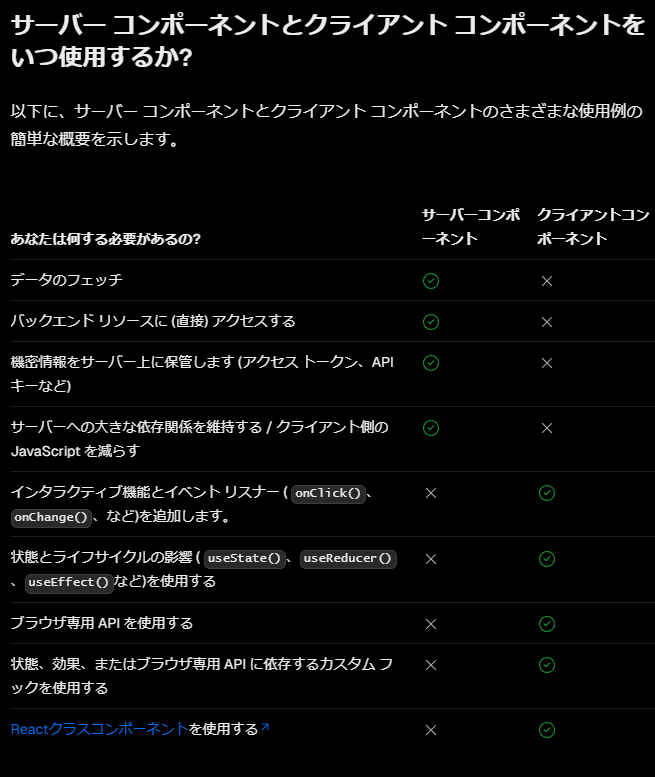 サーバー コンポーネントとクライアント コンポーネントを
いつ使用するか?
以下に、サーバー コンポーネントとクライアント コンポーネントのさまざまな使用例の
簡単な概要を示します。
あなたは何する必要があるの?
サーバーコンポ
ーネント
クライアントコン
ポーネント
データのフェッチ
バックエンド リソースに (直接) アクセスする
機密情報をサーバー上に保管します (アクセス トークン、API
キーなど)
サーバーへの大きな依存関係を維持する / クライアント側の
JavaScript を減らす
インタラクティブ機能とイベント リスナー ( onClick()、
onChange()、など)を追加します。
状態とライフサイクルの影響 ( useState()、useReducer()
、useEffect()など)を使用する
ブラウザ専用 API を使用する
状態、効果、またはブラウザ専用 API に依存するカスタム フ
ックを使用する
Reactクラスコンポーネントを使用する